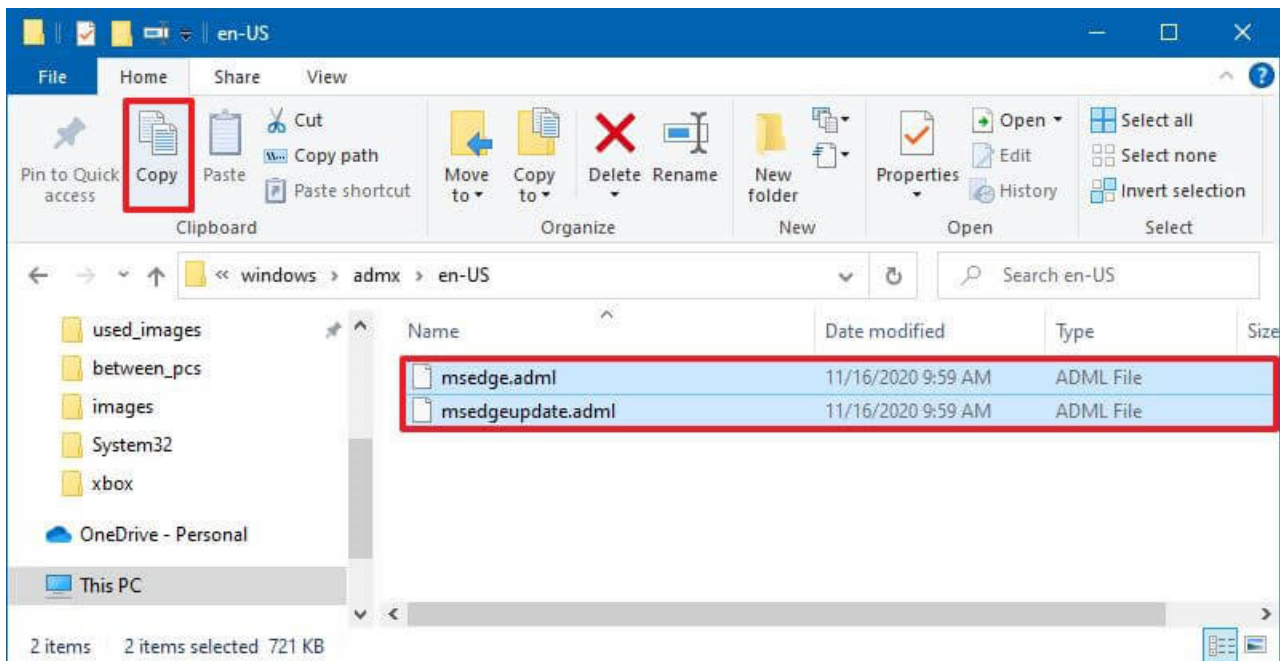 en-US
File Home Share View
Pin to Quick access
Copy
Paste
Cut
Copy path
Paste shortcut
Move to
Copy to
Delete
Rename
New folder
Properties
Open
Edit
History
Select all
Select none
Invert selection
Clipboard Organize New Open Select
« windows › admx › en-US
Search en-US
used_images
between_pcs
images
System32
xbox
OneDrive - Personal
This PC
Name Date modified Type Size
msedge.adml 11/16/2020 9:59 AM ADML File
msedgeupdate.adml 11/16/2020 9:59 AM ADML File
2 items 2 items selected 721 KB